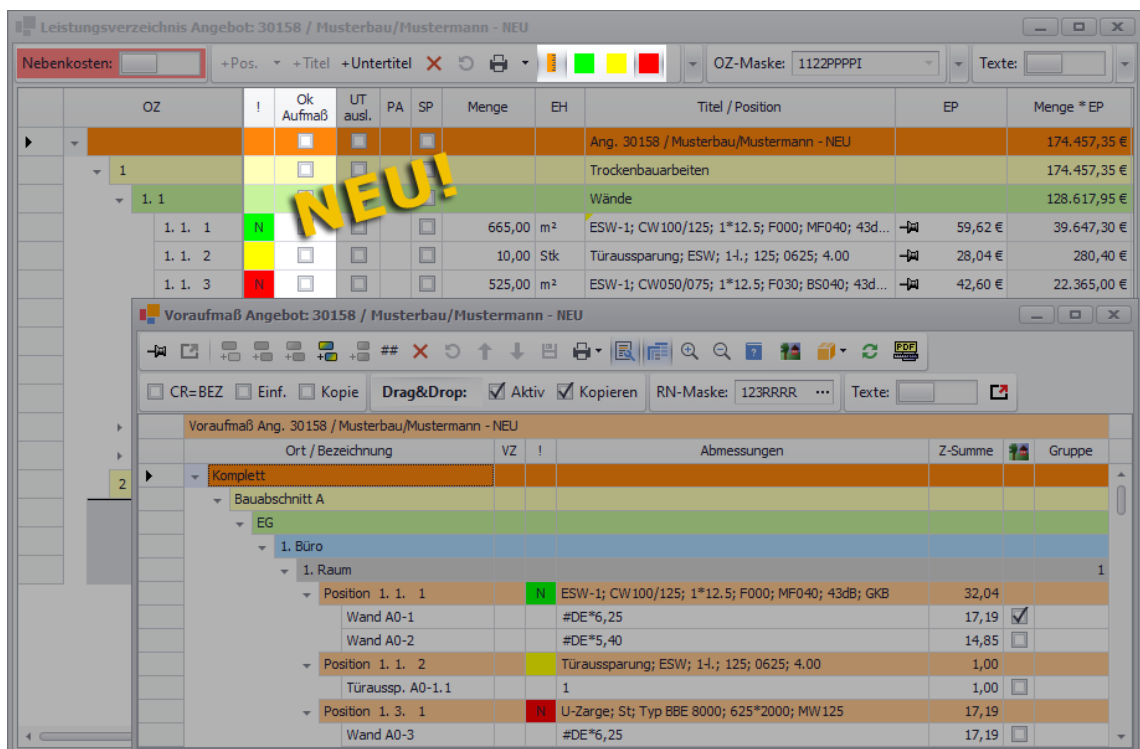 Leistungsverzeichnis Angebot: 30158 / Musterbau/Mustermann - NEU
Nebenkosten: +Pos. +Titel +Untertitel OZ-Maske: 1122PPPPI Texte:
OZ ! Ok Aufmaß UT ausl. PA SP Menge EH Titel / Position EP Menge * EP
Ang. 30158 / Musterbau/Mustermann - NEU 174.457,35 €
1 Trockenbauarbeiten 174.457,35 €
1. 1 Wände 128.617,95 €
NEU!
1. 1. 1 N 665,00 m² ESW-1; CW100/125; 1*12.5; F000; MF040; 43d... 59,62 € 39.647,30 €
1. 1. 2 10,00 Stk Türaussparung; ESW; 1-l.; 125; 0625; 4.00 28,04 € 280,40 €
1. 1. 3 N 525,00 m² ESW-1; CW050/075; 1*12.5; F030; BS040; 43d... 42,60 € 22.365,00 €
2
Voraufmaß Angebot: 30158 / Musterbau/Mustermann - NEU
## PDF
CR=BEZ Einf. Kopie Drag&Drop: Aktiv Kopieren RN-Maske: 123RRRR ... Texte:
Voraufmaß Ang. 30158 / Musterbau/Mustermann - NEU
Ort / Bezeichnung VZ ! Abmessungen Z-Summe Gruppe
Komplett
Bauabschnitt A
EG
1. Büro
1. Raum 1
Position 1. 1. 1 N ESW-1; CW100/125; 1*12.5; F000; MF040; 43dB; GKB 32,04
Wand A0-1 #DE*6,25 17,19
Wand A0-2 #DE*5,40 14,85
Position 1. 1. 2 Türaussparung; ESW; 1-l.; 125; 0625; 4.00 1,00
Türaussp. A0-1.1 1 1,00
Position 1. 3. 1 N U-Zarge; St; Typ BBE 8000; 625*2000; MW125 17,19
Wand A0-3 #DE*6,25 17,19